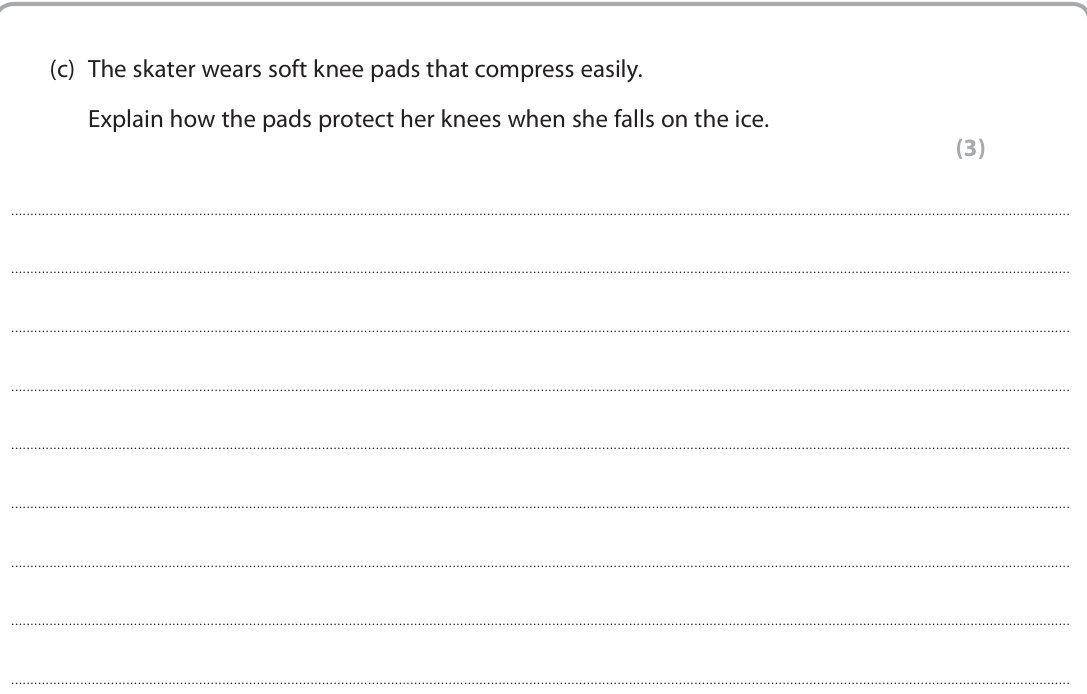 (c) The skater wears soft knee pads that compress easily.
Explain how the pads protect her knees when she falls on the ice.
(3)